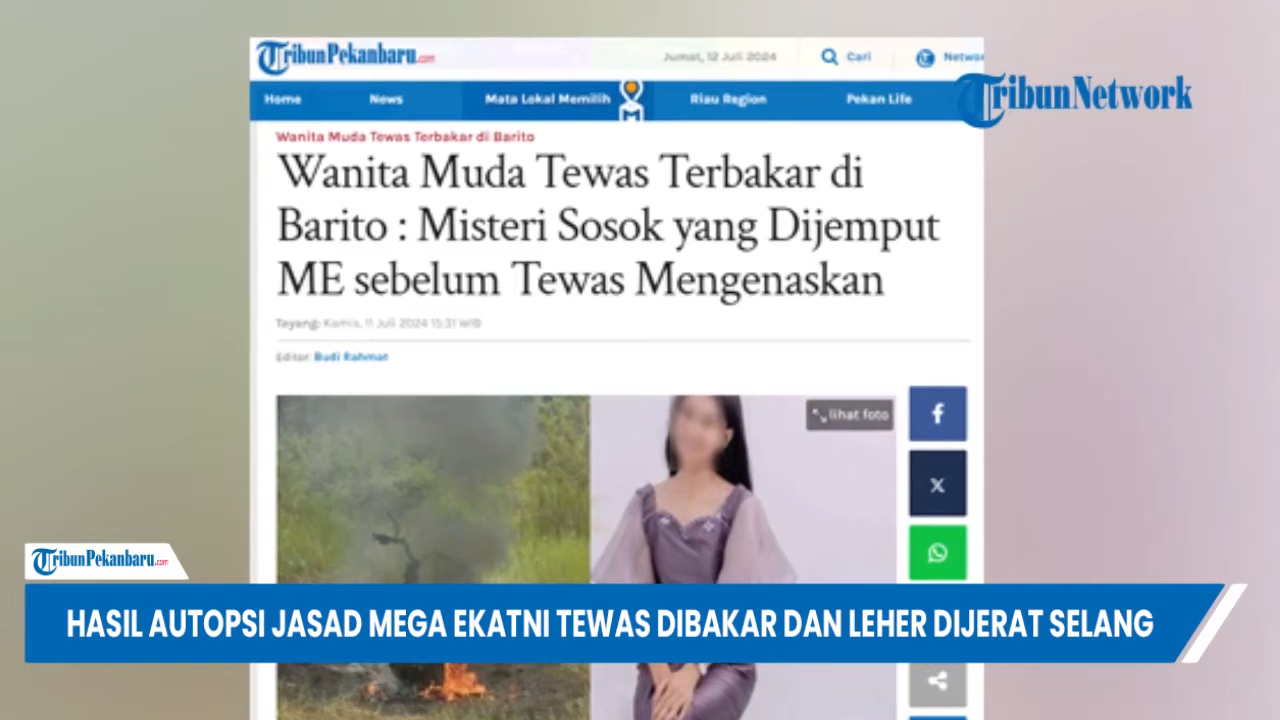 TribunPekanbaru.com
Jumat, 12 Juli 2024
Cari
Networ
TribunNetwork
Home
News
Mata Lokal Memilih
M
Riau Region
Pekan Life
Wanita Muda Tewas Terbakar di Barito
Wanita Muda Tewas Terbakar di
Barito : Misteri Sosok yang Dijemput
ME sebelum Tewas Mengenaskan
Tayang: Kamis, 11 Juli 2024 15:31 WIB
Editor: Budi Rahmat
lihat foto
TribunPekanbaru.com
HASIL AUTOPSI JASAD MEGA EKATNI TEWAS DIBAKAR DAN LEHER DIJERAT SELANG